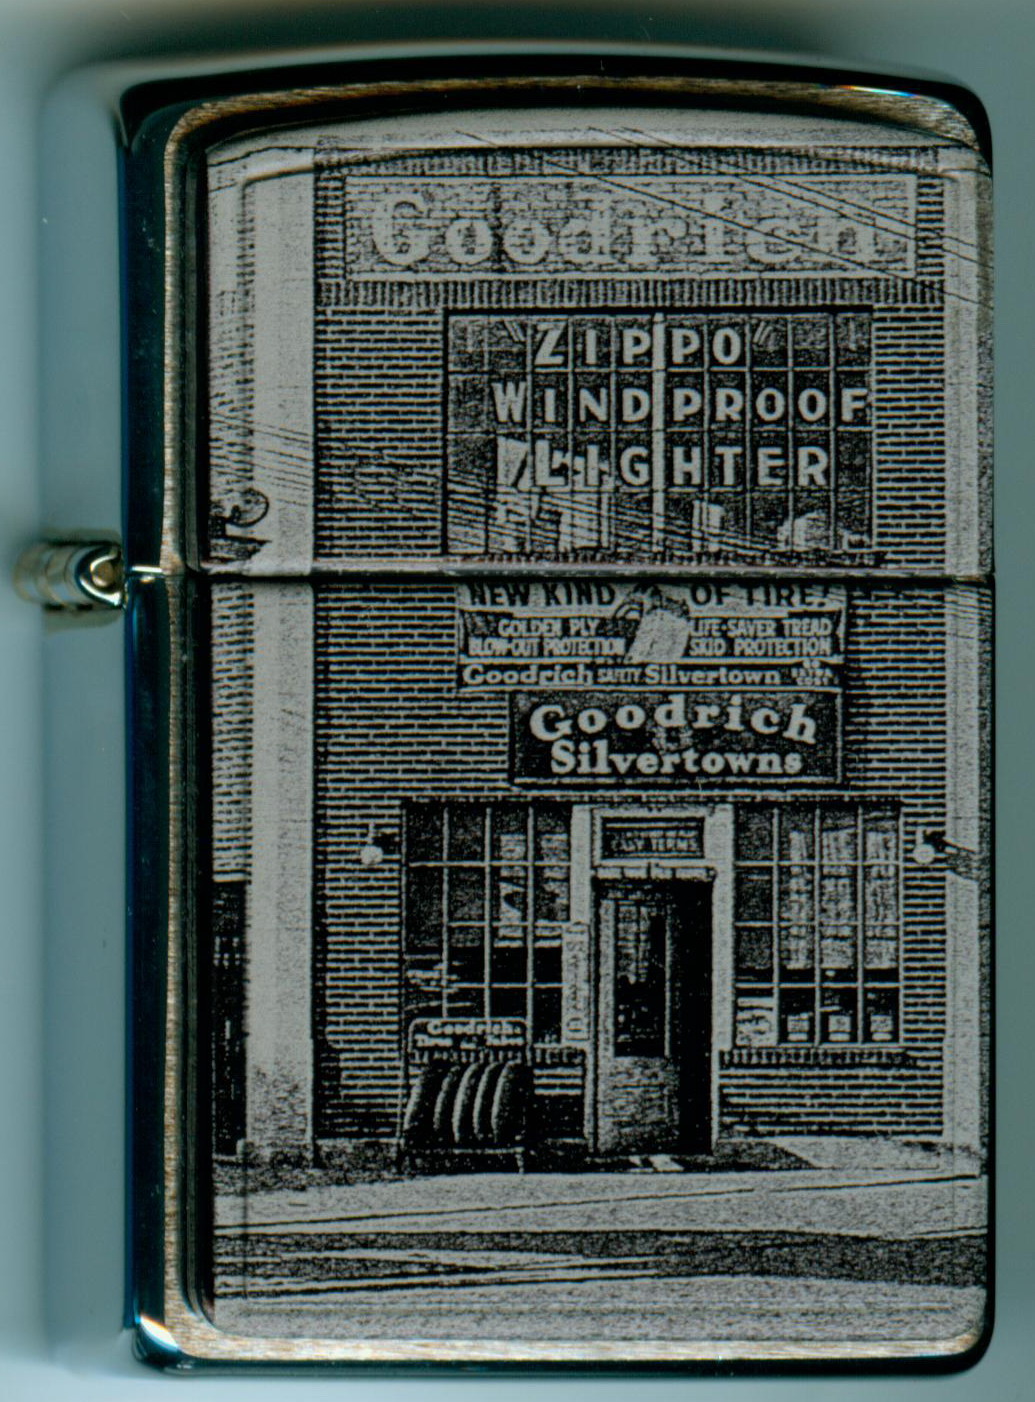 Goodrich
"ZIPPO"
WINDPROOF
LIGHTER
NEW KIND OF TIRE!
GOLDEN PLY
BLOW-OUT PROTECTION
LIFE-SAVER TREAD
SKID PROTECTION
Goodrich SAFETY Silvertown
Goodrich
Silvertowns
EASY TERMS
Goodrich